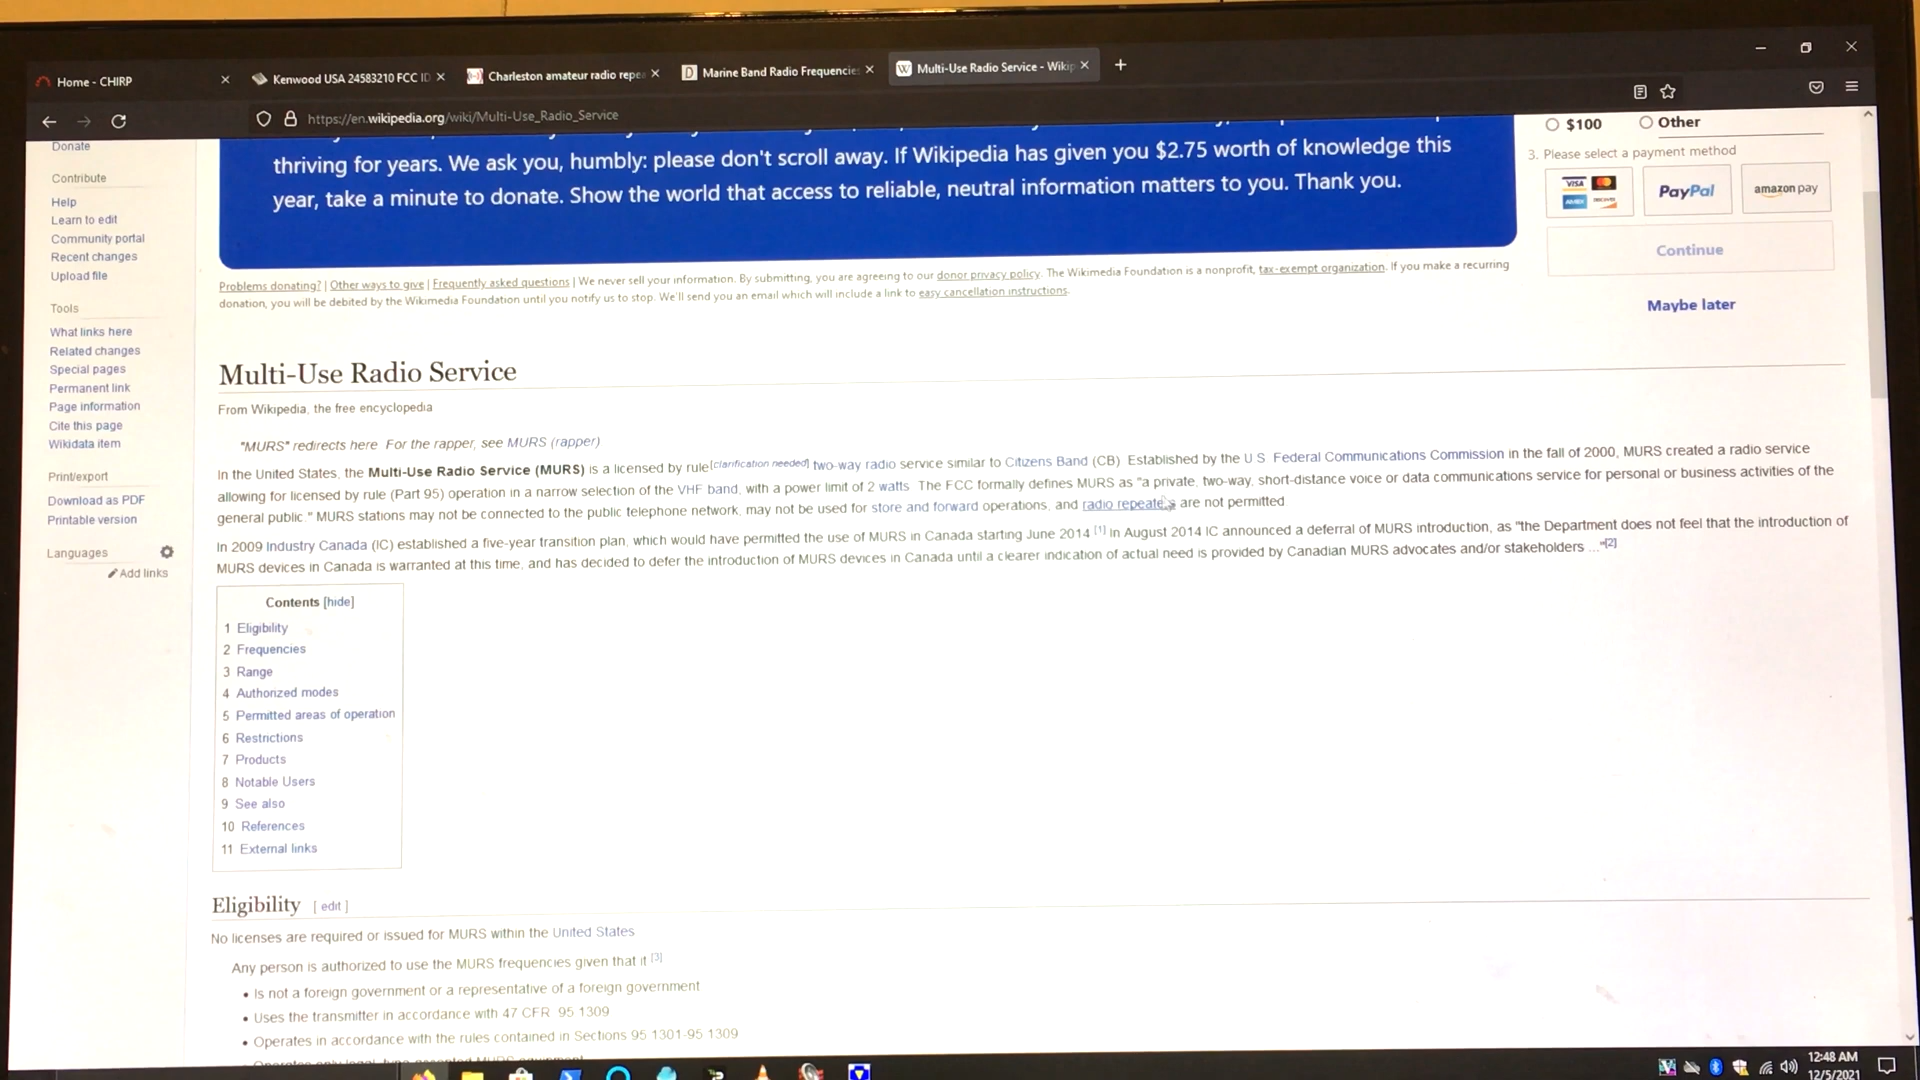 Home - CHIRP
Kenwood USA 24583210 FCC ID
Charleston amateur radio repe
Marine Band Radio Frequencie
Multi-Use Radio Service - Wikip
https://en.wikipedia.org/wiki/Multi-Use_Radio_Service
thriving for years. We ask you, humbly: please don't scroll away. If Wikipedia has given you $2.75 worth of knowledge this
year, take a minute to donate. Show the world that access to reliable, neutral information matters to you. Thank you.
$100
Other
3. Please select a payment method
VISA
AMEX DISCOVER
PayPal
amazon pay
Continue
Maybe later
Problems donating? | Other ways to give | Frequently asked questions | We never sell your information. By submitting, you are agreeing to our donor privacy policy. The Wikimedia Foundation is a nonprofit, tax-exempt organization. If you make a recurring
donation, you will be debited by the Wikimedia Foundation until you notify us to stop. We'll send you an email which will include a link to easy cancellation instructions.
Donate
Contribute
Help
Learn to edit
Community portal
Recent changes
Upload file
Tools
What links here
Related changes
Special pages
Permanent link
Page information
Cite this page
Wikidata item
Print/export
Download as PDF
Printable version
Languages
Add links
Multi-Use Radio Service
From Wikipedia, the free encyclopedia
"MURS" redirects here. For the rapper, see MURS (rapper)
In the United States, the Multi-Use Radio Service (MURS) is a licensed by rule[clarification needed] two-way radio service similar to Citizens Band (CB). Established by the U.S. Federal Communications Commission in the fall of 2000, MURS created a radio service
allowing for licensed by rule (Part 95) operation in a narrow selection of the VHF band, with a power limit of 2 watts. The FCC formally defines MURS as "a private, two-way, short-distance voice or data communications service for personal or business activities of the
general public." MURS stations may not be connected to the public telephone network, may not be used for store and forward operations, and radio repeaters are not permitted.
In 2009 Industry Canada (IC) established a five-year transition plan, which would have permitted the use of MURS in Canada starting June 2014.[1] In August 2014 IC announced a deferral of MURS introduction, as "the Department does not feel that the introduction of
MURS devices in Canada is warranted at this time, and has decided to defer the introduction of MURS devices in Canada until a clearer indication of actual need is provided by Canadian MURS advocates and/or stakeholders ..."[2]
Contents [hide]
1 Eligibility
2 Frequencies
3 Range
4 Authorized modes
5 Permitted areas of operation
6 Restrictions
7 Products
8 Notable Users
9 See also
10 References
11 External links
Eligibility [ edit ]
No licenses are required or issued for MURS within the United States.
Any person is authorized to use the MURS frequencies given that it:[3]
• Is not a foreign government or a representative of a foreign government
• Uses the transmitter in accordance with 47 CFR. 95.1309
• Operates in accordance with the rules contained in Sections 95.1301-95.1309
12:48 AM
12/5/2021